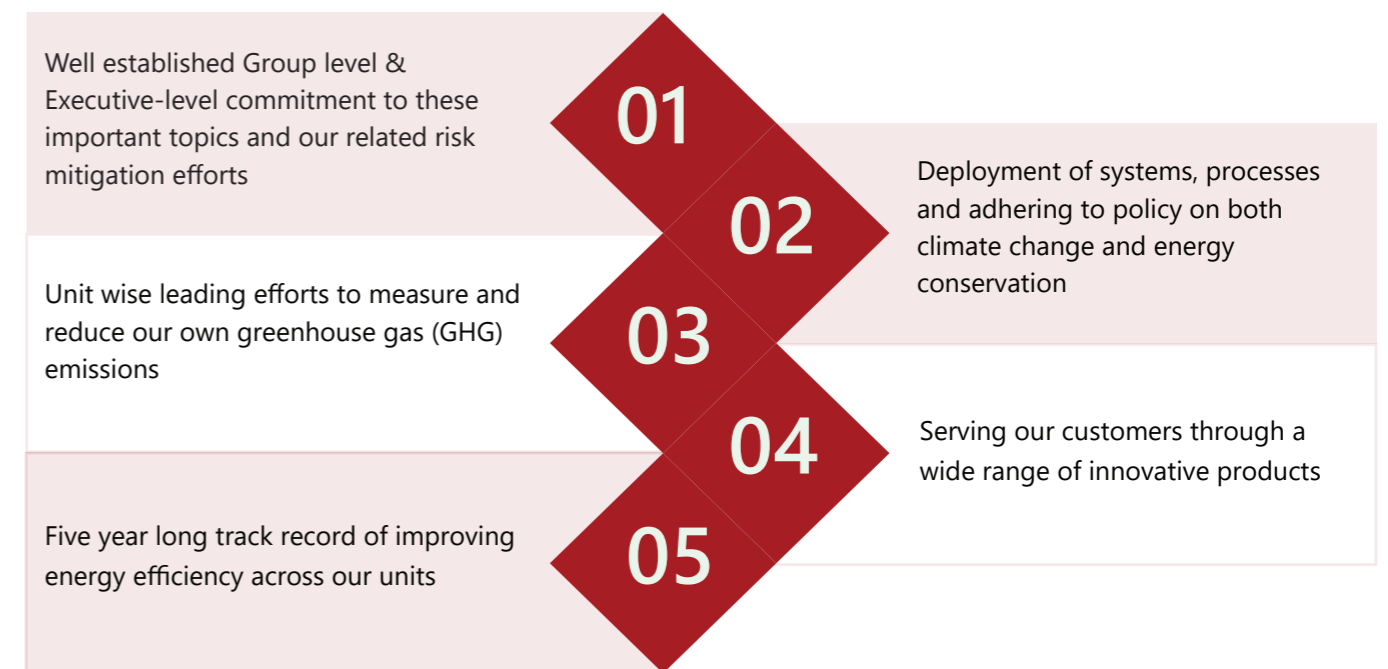 01
Well established Group level &
Executive-level commitment to these
important topics and our related risk
mitigation efforts
02
Deployment of systems, processes
and adhering to policy on both
climate change and energy
conservation
03
Unit wise leading efforts to measure and
reduce our own greenhouse gas (GHG)
emissions
04
Serving our customers through a
wide range of innovative products
05
Five year long track record of improving
energy efficiency across our units